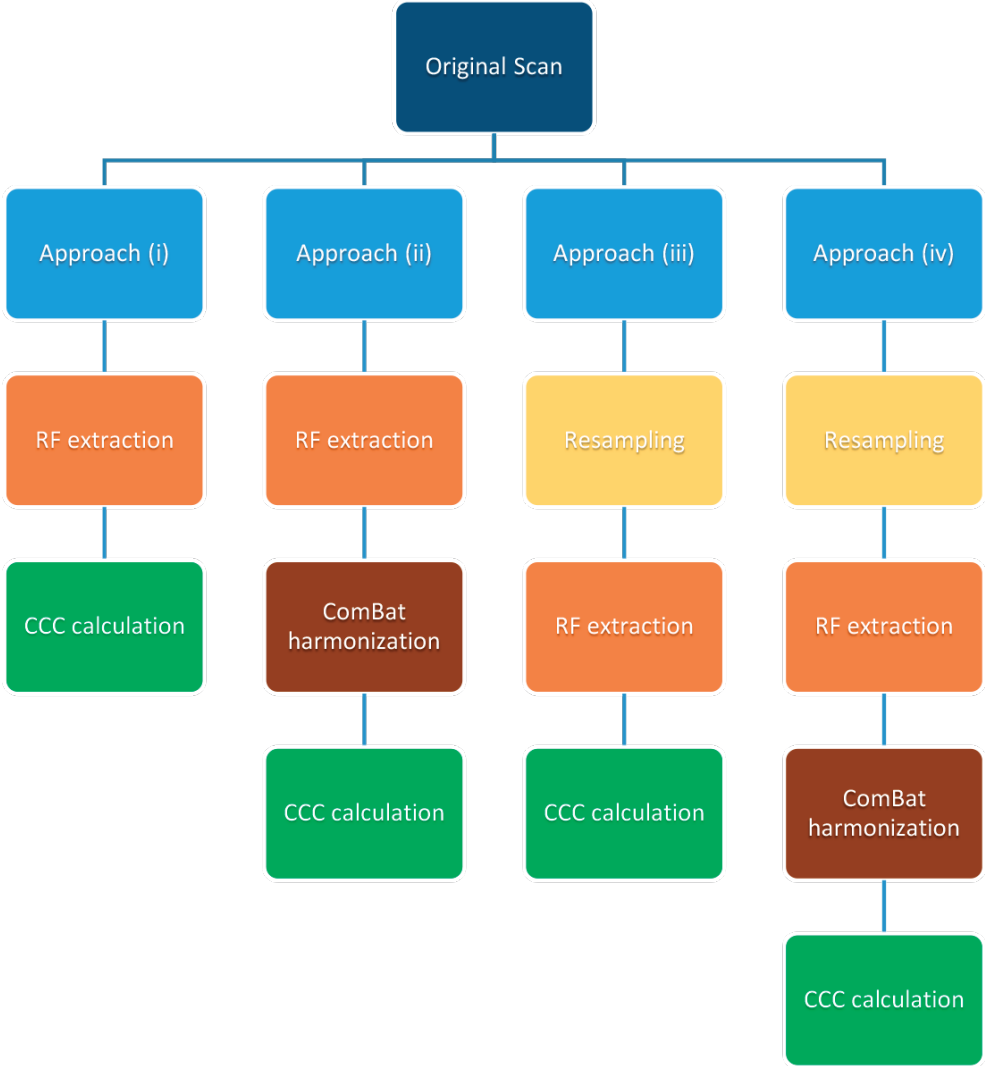 Original Scan
Approach (i)
Approach (ii)
Approach (iii)
Approach (iv)
RF extraction
RF extraction
Resampling
Resampling
CCC calculation
ComBat
harmonization
RF extraction
RF extraction
CCC calculation
CCC calculation
ComBat
harmonization
CCC calculation